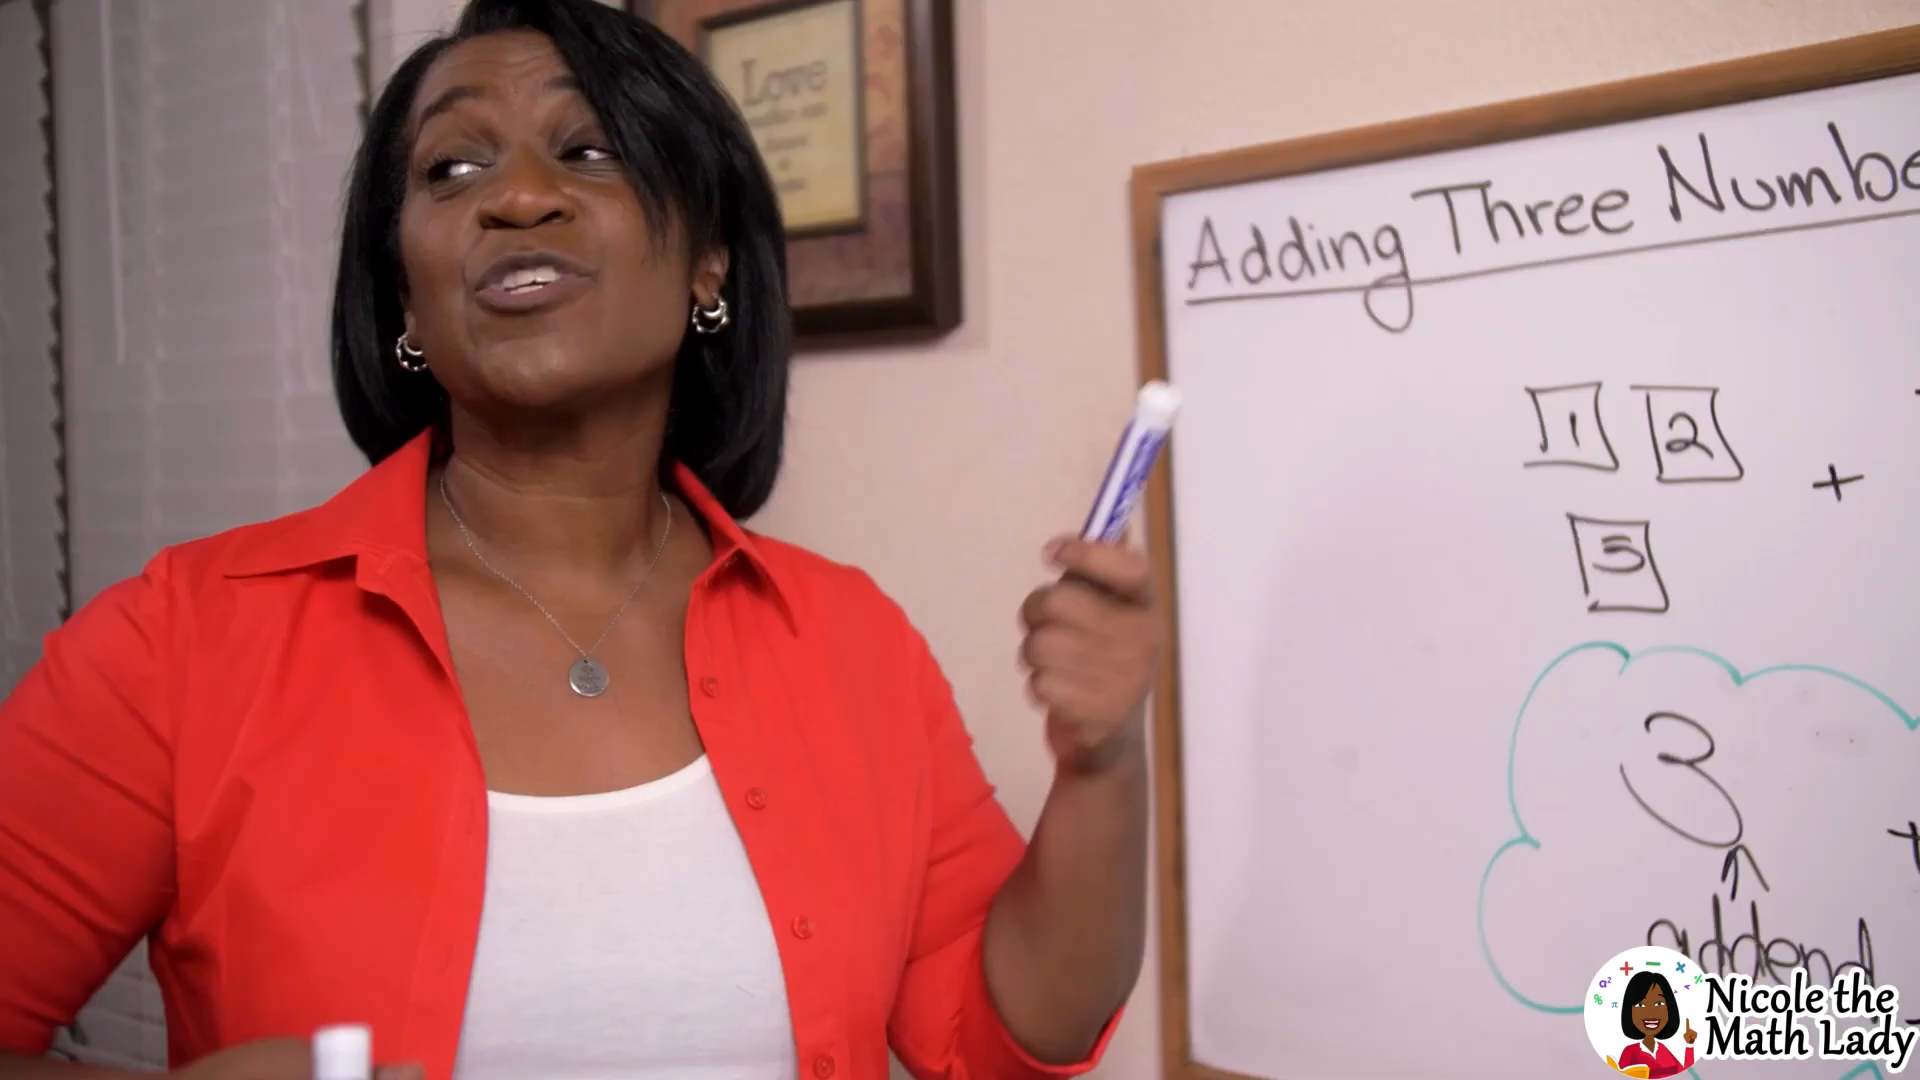 Love
Adding Three Numbe
1 2
+
5
3
+
addend
Nicole the
Math Lady